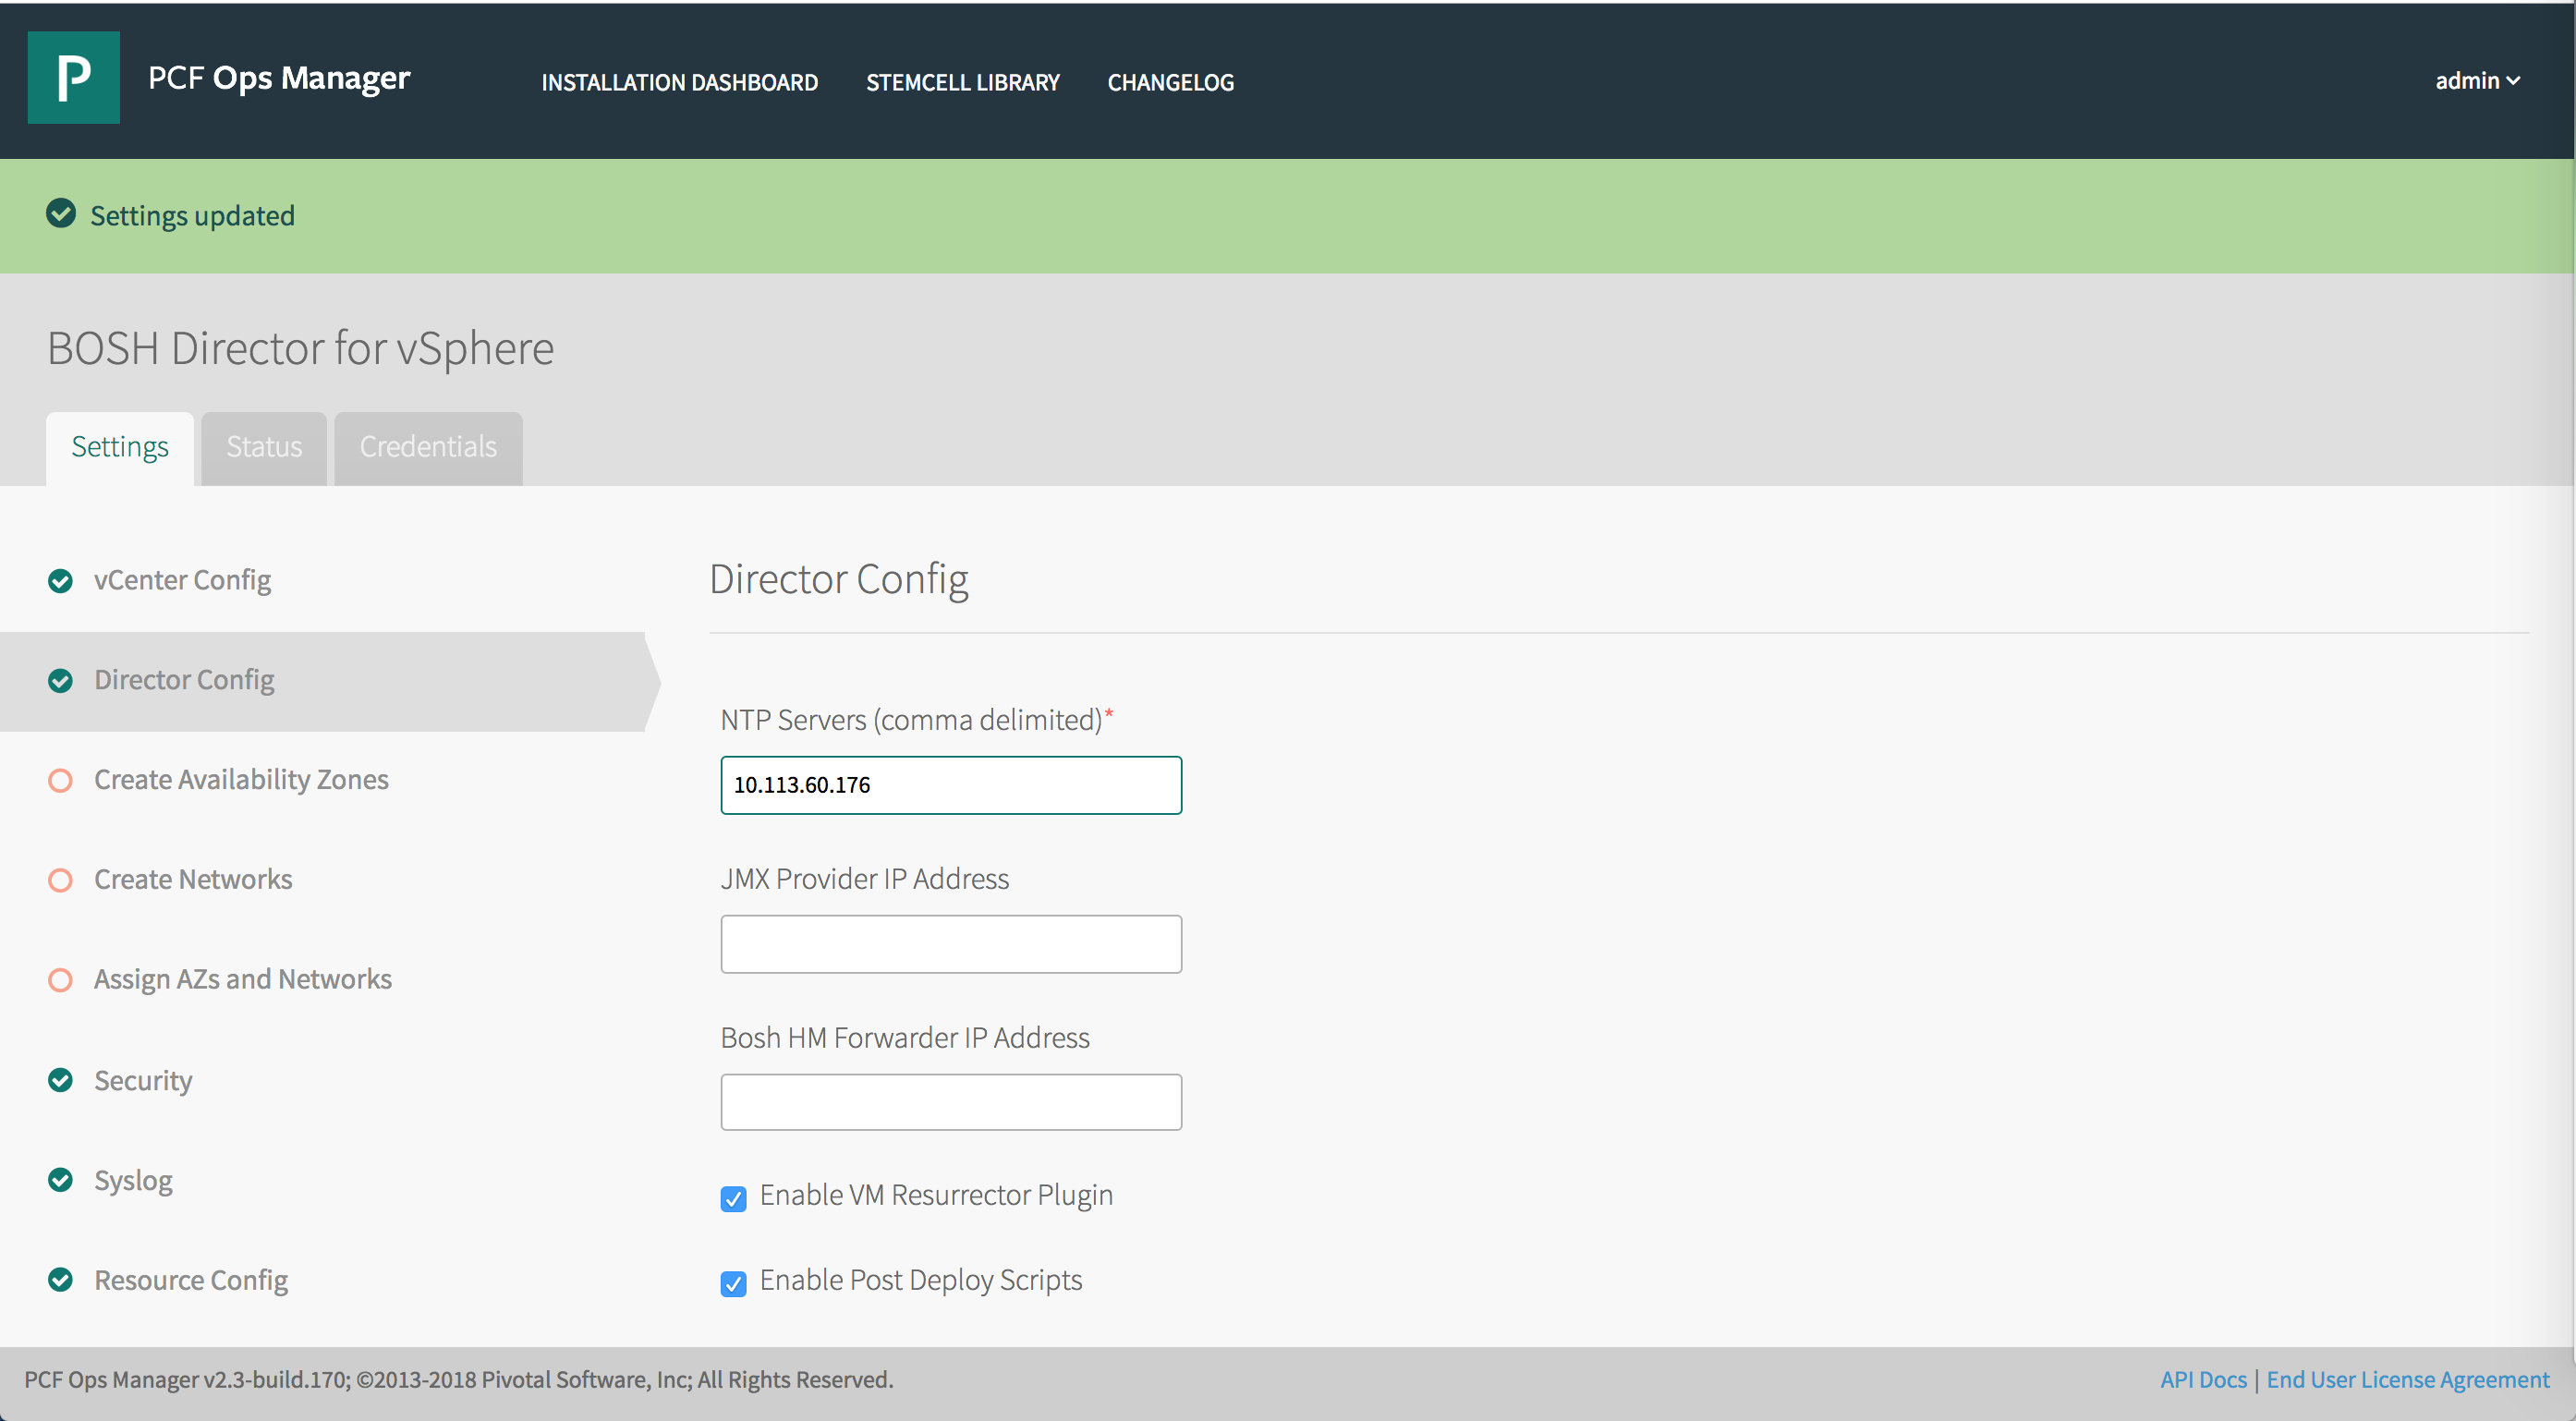 P
PCF Ops Manager
INSTALLATION DASHBOARD
STEMCELL LIBRARY
CHANGELOG
admin
Settings updated
BOSH Director for vSphere
Settings
Status
Credentials
vCenter Config
Director Config
Create Availability Zones
Create Networks
Assign AZs and Networks
Security
Syslog
Resource Config
Director Config
NTP Servers (comma delimited)*
10.113.60.176
JMX Provider IP Address
Bosh HM Forwarder IP Address
Enable VM Resurrector Plugin
Enable Post Deploy Scripts
PCF Ops Manager v2.3-build.170; ©2013-2018 Pivotal Software, Inc; All Rights Reserved.
API Docs | End User License Agreement